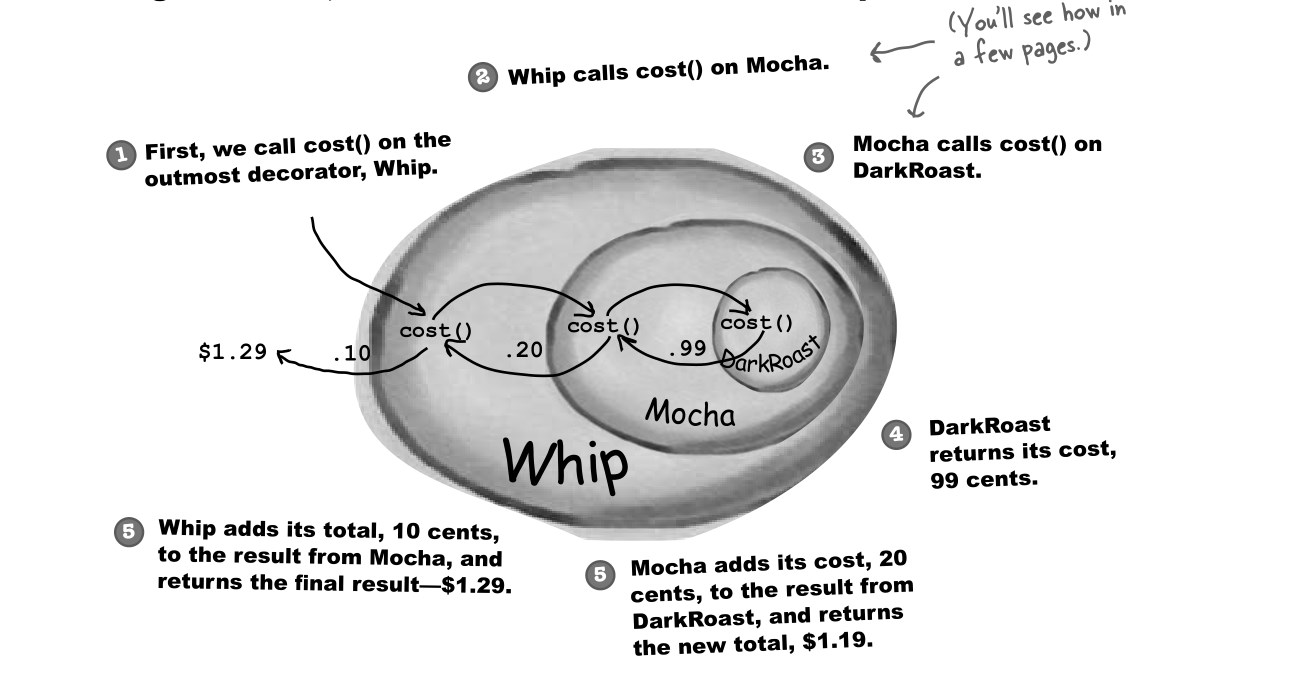 (You'll see how in
a few pages.)
2 Whip calls cost() on Mocha.
1 First, we call cost() on the
outmost decorator, Whip.
3 Mocha calls cost() on
DarkRoast.
cost()
cost()
cost()
$1.29
.10
.20
.99
DarkRoast
Mocha
Whip
4 DarkRoast
returns its cost,
99 cents.
5 Whip adds its total, 10 cents,
to the result from Mocha, and
returns the final result—$1.29.
5 Mocha adds its cost, 20
cents, to the result from
DarkRoast, and returns
the new total, $1.19.